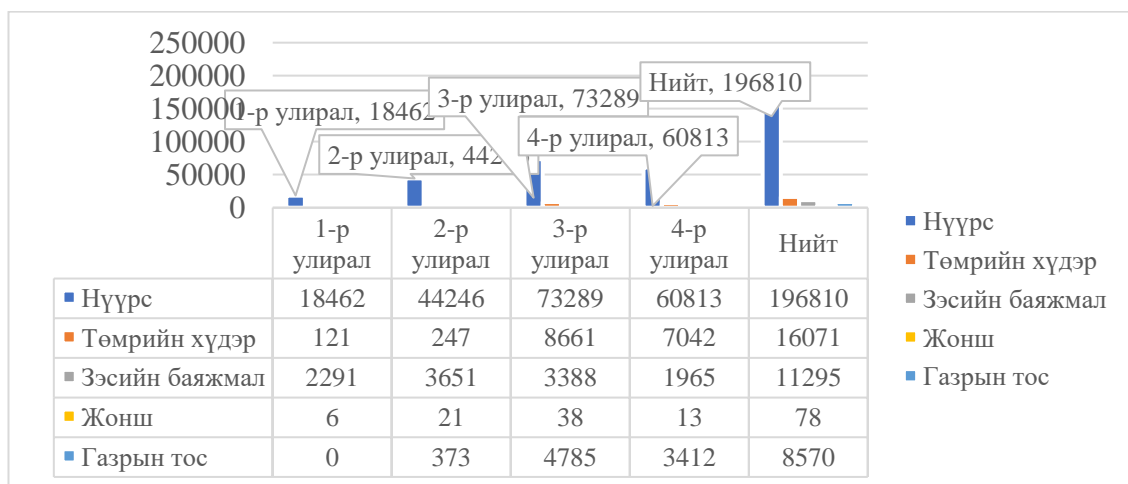 250000
200000
150000
100000
50000
0
1-р улирал, 18462
2-р улирал, 442
3-р улирал, 73289
4-р улирал, 60813
Нийт, 196810
1-р улирал 2-р улирал 3-р улирал 4-р улирал Нийт
Нүүрс 18462 44246 73289 60813 196810
Төмрийн хүдэр 121 247 8661 7042 16071
Зэсийн баяжмал 2291 3651 3388 1965 11295
Жонш 6 21 38 13 78
Газрын тос 0 373 4785 3412 8570
Нүүрс
Төмрийн хүдэр
Зэсийн баяжмал
Жонш
Газрын тос